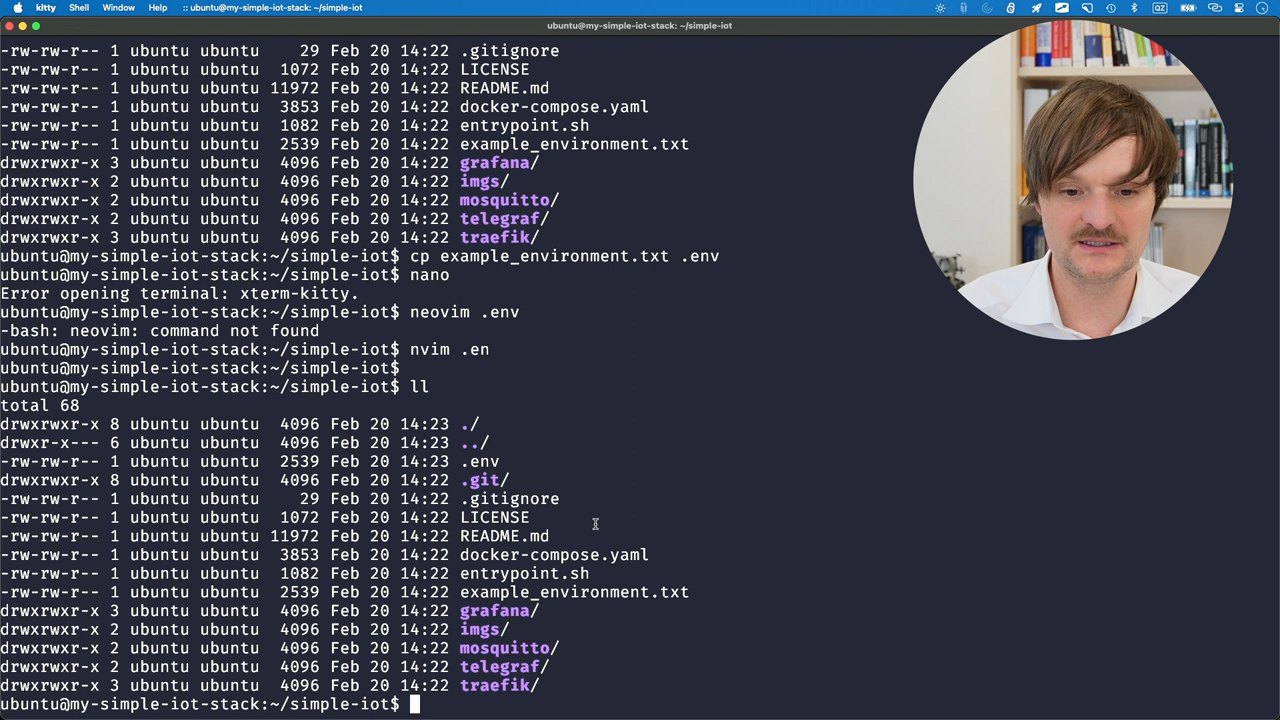 kitty Shell Window Help :: ubuntu@my-simple-iot-stack: ~/simple-iot
ubuntu@my-simple-iot-stack: ~/simple-iot
-rw-rw-r-- 1 ubuntu ubuntu    29 Feb 20 14:22 .gitignore
-rw-rw-r-- 1 ubuntu ubuntu  1072 Feb 20 14:22 LICENSE
-rw-rw-r-- 1 ubuntu ubuntu 11972 Feb 20 14:22 README.md
-rw-rw-r-- 1 ubuntu ubuntu  3853 Feb 20 14:22 docker-compose.yaml
-rw-rw-r-- 1 ubuntu ubuntu  1082 Feb 20 14:22 entrypoint.sh
-rw-rw-r-- 1 ubuntu ubuntu  2539 Feb 20 14:22 example_environment.txt
drwxrwxr-x 3 ubuntu ubuntu  4096 Feb 20 14:22 grafana/
drwxrwxr-x 2 ubuntu ubuntu  4096 Feb 20 14:22 imgs/
drwxrwxr-x 2 ubuntu ubuntu  4096 Feb 20 14:22 mosquitto/
drwxrwxr-x 2 ubuntu ubuntu  4096 Feb 20 14:22 telegraf/
drwxrwxr-x 3 ubuntu ubuntu  4096 Feb 20 14:22 traefik/
ubuntu@my-simple-iot-stack:~/simple-iot$ cp example_environment.txt .env
ubuntu@my-simple-iot-stack:~/simple-iot$ nano
Error opening terminal: xterm-kitty.
ubuntu@my-simple-iot-stack:~/simple-iot$ neovim .env
-bash: neovim: command not found
ubuntu@my-simple-iot-stack:~/simple-iot$ nvim .en
ubuntu@my-simple-iot-stack:~/simple-iot$
ubuntu@my-simple-iot-stack:~/simple-iot$ ll
total 68
drwxrwxr-x 8 ubuntu ubuntu  4096 Feb 20 14:23 ./
drwxr-x--- 6 ubuntu ubuntu  4096 Feb 20 14:23 ../
-rw-rw-r-- 1 ubuntu ubuntu  2539 Feb 20 14:23 .env
drwxrwxr-x 8 ubuntu ubuntu  4096 Feb 20 14:22 .git/
-rw-rw-r-- 1 ubuntu ubuntu    29 Feb 20 14:22 .gitignore
-rw-rw-r-- 1 ubuntu ubuntu  1072 Feb 20 14:22 LICENSE
-rw-rw-r-- 1 ubuntu ubuntu 11972 Feb 20 14:22 README.md
-rw-rw-r-- 1 ubuntu ubuntu  3853 Feb 20 14:22 docker-compose.yaml
-rw-rw-r-- 1 ubuntu ubuntu  1082 Feb 20 14:22 entrypoint.sh
-rw-rw-r-- 1 ubuntu ubuntu  2539 Feb 20 14:22 example_environment.txt
drwxrwxr-x 3 ubuntu ubuntu  4096 Feb 20 14:22 grafana/
drwxrwxr-x 2 ubuntu ubuntu  4096 Feb 20 14:22 imgs/
drwxrwxr-x 2 ubuntu ubuntu  4096 Feb 20 14:22 mosquitto/
drwxrwxr-x 2 ubuntu ubuntu  4096 Feb 20 14:22 telegraf/
drwxrwxr-x 3 ubuntu ubuntu  4096 Feb 20 14:22 traefik/
ubuntu@my-simple-iot-stack:~/simple-iot$